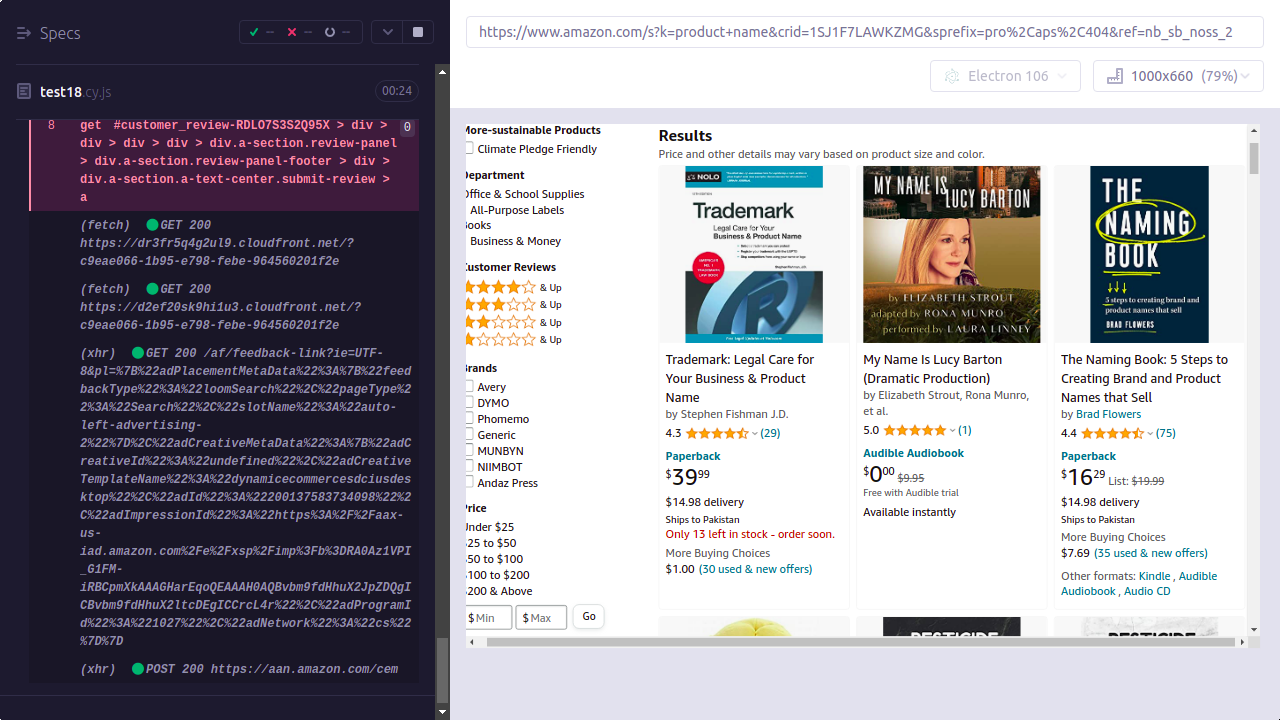 Specs
-- -- --
test18.cy.js
00:24
8 get #customer_review-RDLO7S3S2Q95X > div > 0
div > div > div > div.a-section.review-panel
> div.a-section.review-panel-footer > div >
div.a-section.a-text-center.submit-review >
a
(fetch) GET 200
https://dr3fr5q4g2ul9.cloudfront.net/?
c9eae066-1b95-e798-febe-964560201f2e
(fetch) GET 200
https://d2ef20sk9hi1u3.cloudfront.net/?
c9eae066-1b95-e798-febe-964560201f2e
(xhr) GET 200 /af/feedback-link?ie=UTF-
8&pl=%7B%22adPlacementMetaData%22%3A%7B%22feed
backType%22%3A%22loomSearch%22%2C%22pageType%2
2%3A%22Search%22%2C%22slotName%22%3A%22auto-
left-advertising-
2%22%7D%2C%22adCreativeMetaData%22%3A%7B%22adC
reativeId%22%3A%22undefined%22%2C%22adCreative
TemplateName%22%3A%22dynamicecommercesdciusdes
ktop%22%2C%22adId%22%3A%22200137583734098%22%2
C%22adImpressionId%22%3A%22https%3A%2F%2Faax-
us-
iad.amazon.com%2Fe%2Fxsp%2Fimp%3Fb%3DRA0Az1VPI
_G1FM-
iRBCpmXkAAAGHarEqoQEAAAH0AQBvbm9fdHhuX2JpZDQgI
CBvbm9fdHhuX2ltcDEgICCrcL4r%22%2C%22adProgramI
d%22%3A%221027%22%2C%22adNetwork%22%3A%22cs%22
%7D%7D
(xhr) POST 200 https://aan.amazon.com/cem
https://www.amazon.com/s?k=product+name&crid=1SJ1F7LAWKZMG&sprefix=pro%2Caps%2C404&ref=nb_sb_noss_2
Electron 106
1000x660 (79%)
More-sustainable Products
Climate Pledge Friendly
Department
Office & School Supplies
All-Purpose Labels
Books
Business & Money
Customer Reviews
& Up
& Up
& Up
& Up
Brands
Avery
DYMO
Phomemo
Generic
MUNBYN
NIIMBOT
Andaz Press
Price
Under $25
$25 to $50
$50 to $100
$100 to $200
$200 & Above
$ Min $ Max Go
Results
Price and other details may vary based on product size and color.
NOLO
Trademark
Legal Care for Your
Business & Product Name
Trademark: Legal Care for
Your Business & Product
Name
by Stephen Fishman J.D.
4.3 (29)
Paperback
$39 99
$14.98 delivery
Ships to Pakistan
Only 13 left in stock - order soon.
More Buying Choices
$1.00 (30 used & new offers)
MY NAME IS
LUCY BARTON
by ELIZABETH STROUT
adapted by RONA MUNRO
performed by LAURA LINNEY
My Name Is Lucy Barton
(Dramatic Production)
by Elizabeth Strout, Rona Munro,
et al.
5.0 (1)
Audible Audiobook
$0 00 $9.95
Free with Audible trial
Available instantly
THE
NAMING
BOOK
5 steps to creating brand and
product names that sell
BRAD FLOWERS
The Naming Book: 5 Steps to
Creating Brand and Product
Names that Sell
by Brad Flowers
4.4 (75)
Paperback
$16 29 List: $19.99
$14.98 delivery
Ships to Pakistan
More Buying Choices
$7.69 (35 used & new offers)
Other formats: Kindle , Audible
Audiobook , Audio CD
PESTICIDE
PESTICIDE